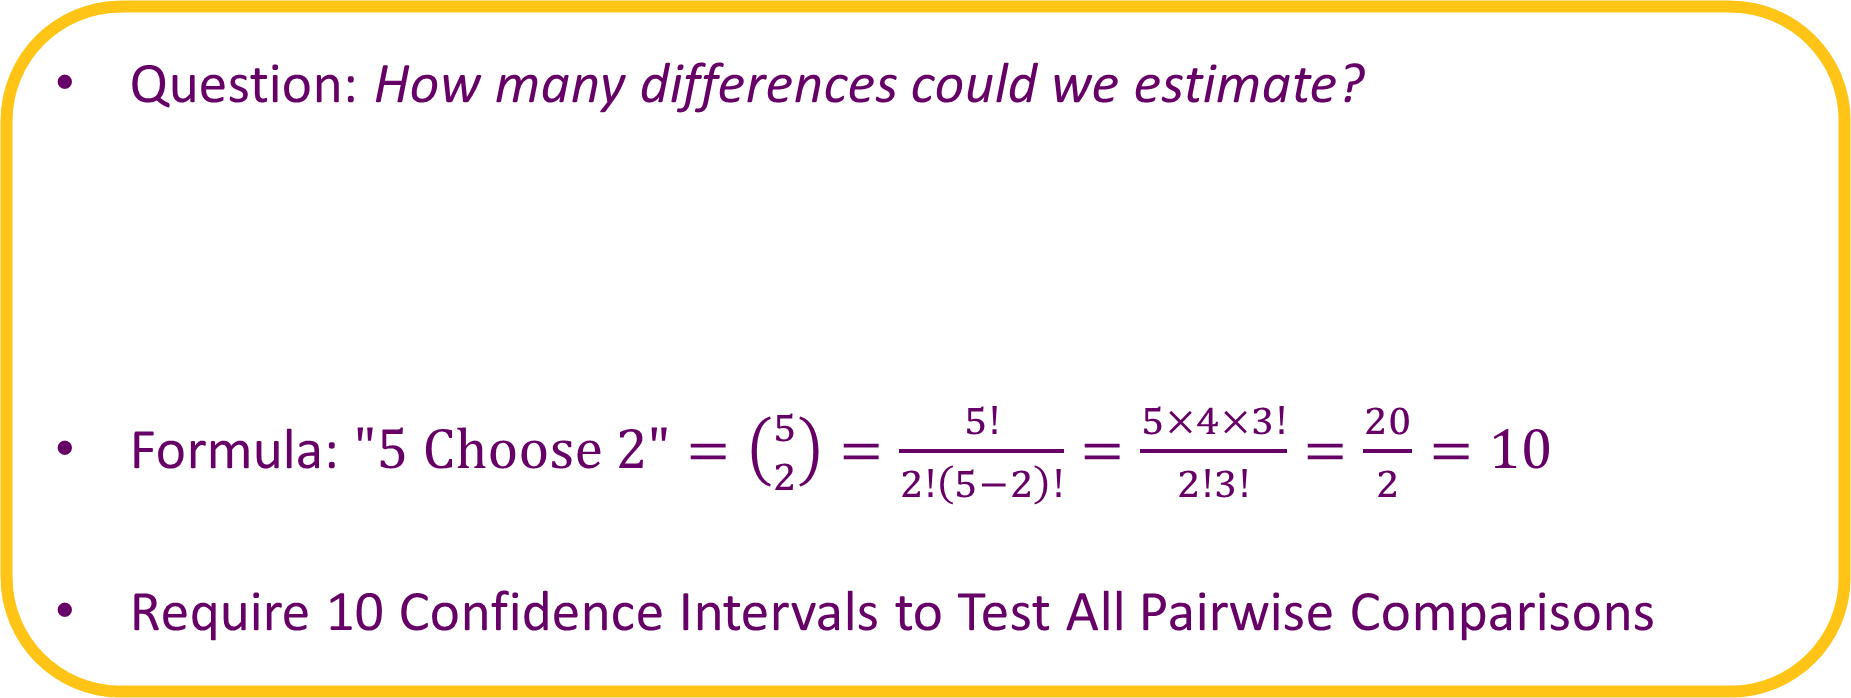 • Question: How many differences could we estimate?
• Formula: "5 Choose 2" = (5 2) = 5!/2!(5−2)! = 5×4×3!/2!3! = 20/2 = 10
• Require 10 Confidence Intervals to Test All Pairwise Comparisons